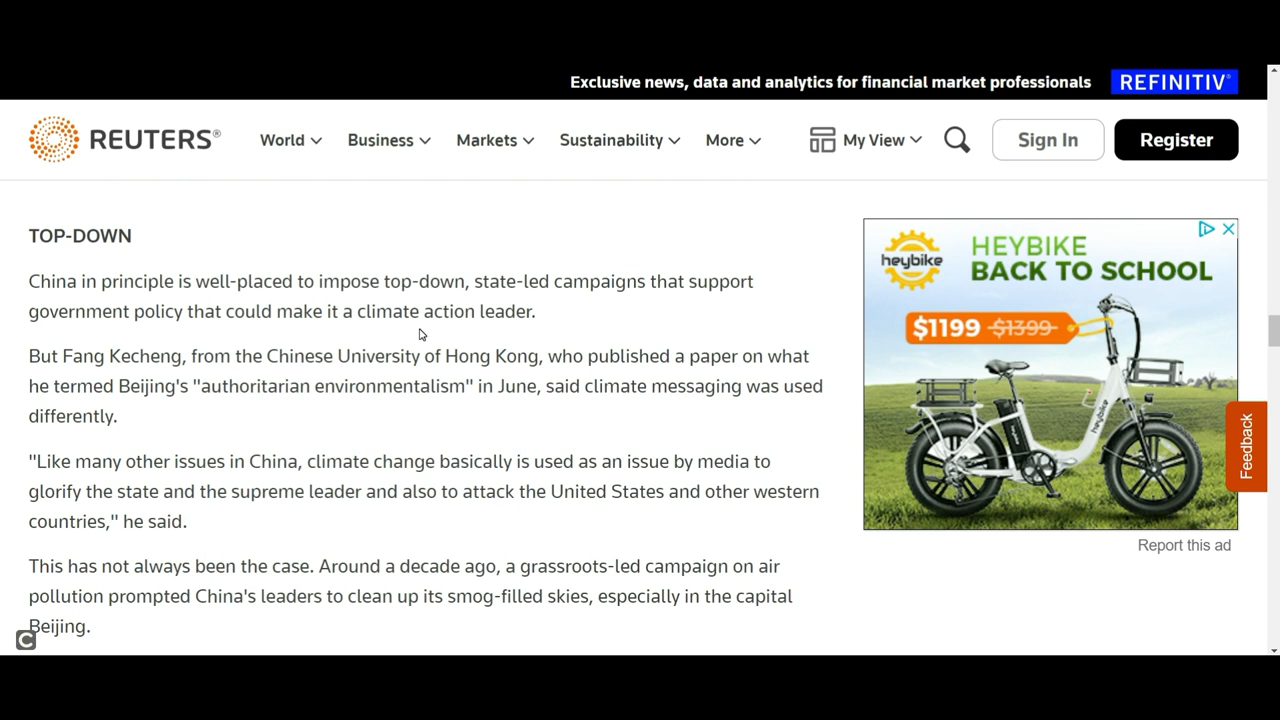 Exclusive news, data and analytics for financial market professionals REFINITIV
REUTERS® World Business Markets Sustainability More My View Sign In Register
TOP-DOWN
China in principle is well-placed to impose top-down, state-led campaigns that support
government policy that could make it a climate action leader.
But Fang Kecheng, from the Chinese University of Hong Kong, who published a paper on what
he termed Beijing's "authoritarian environmentalism" in June, said climate messaging was used
differently.
"Like many other issues in China, climate change basically is used as an issue by media to
glorify the state and the supreme leader and also to attack the United States and other western
countries," he said.
This has not always been the case. Around a decade ago, a grassroots-led campaign on air
pollution prompted China's leaders to clean up its smog-filled skies, especially in the capital
Beijing.
C
heybike
HEYBIKE
BACK TO SCHOOL
$1199 $1399
heybike
Report this ad
Feedback